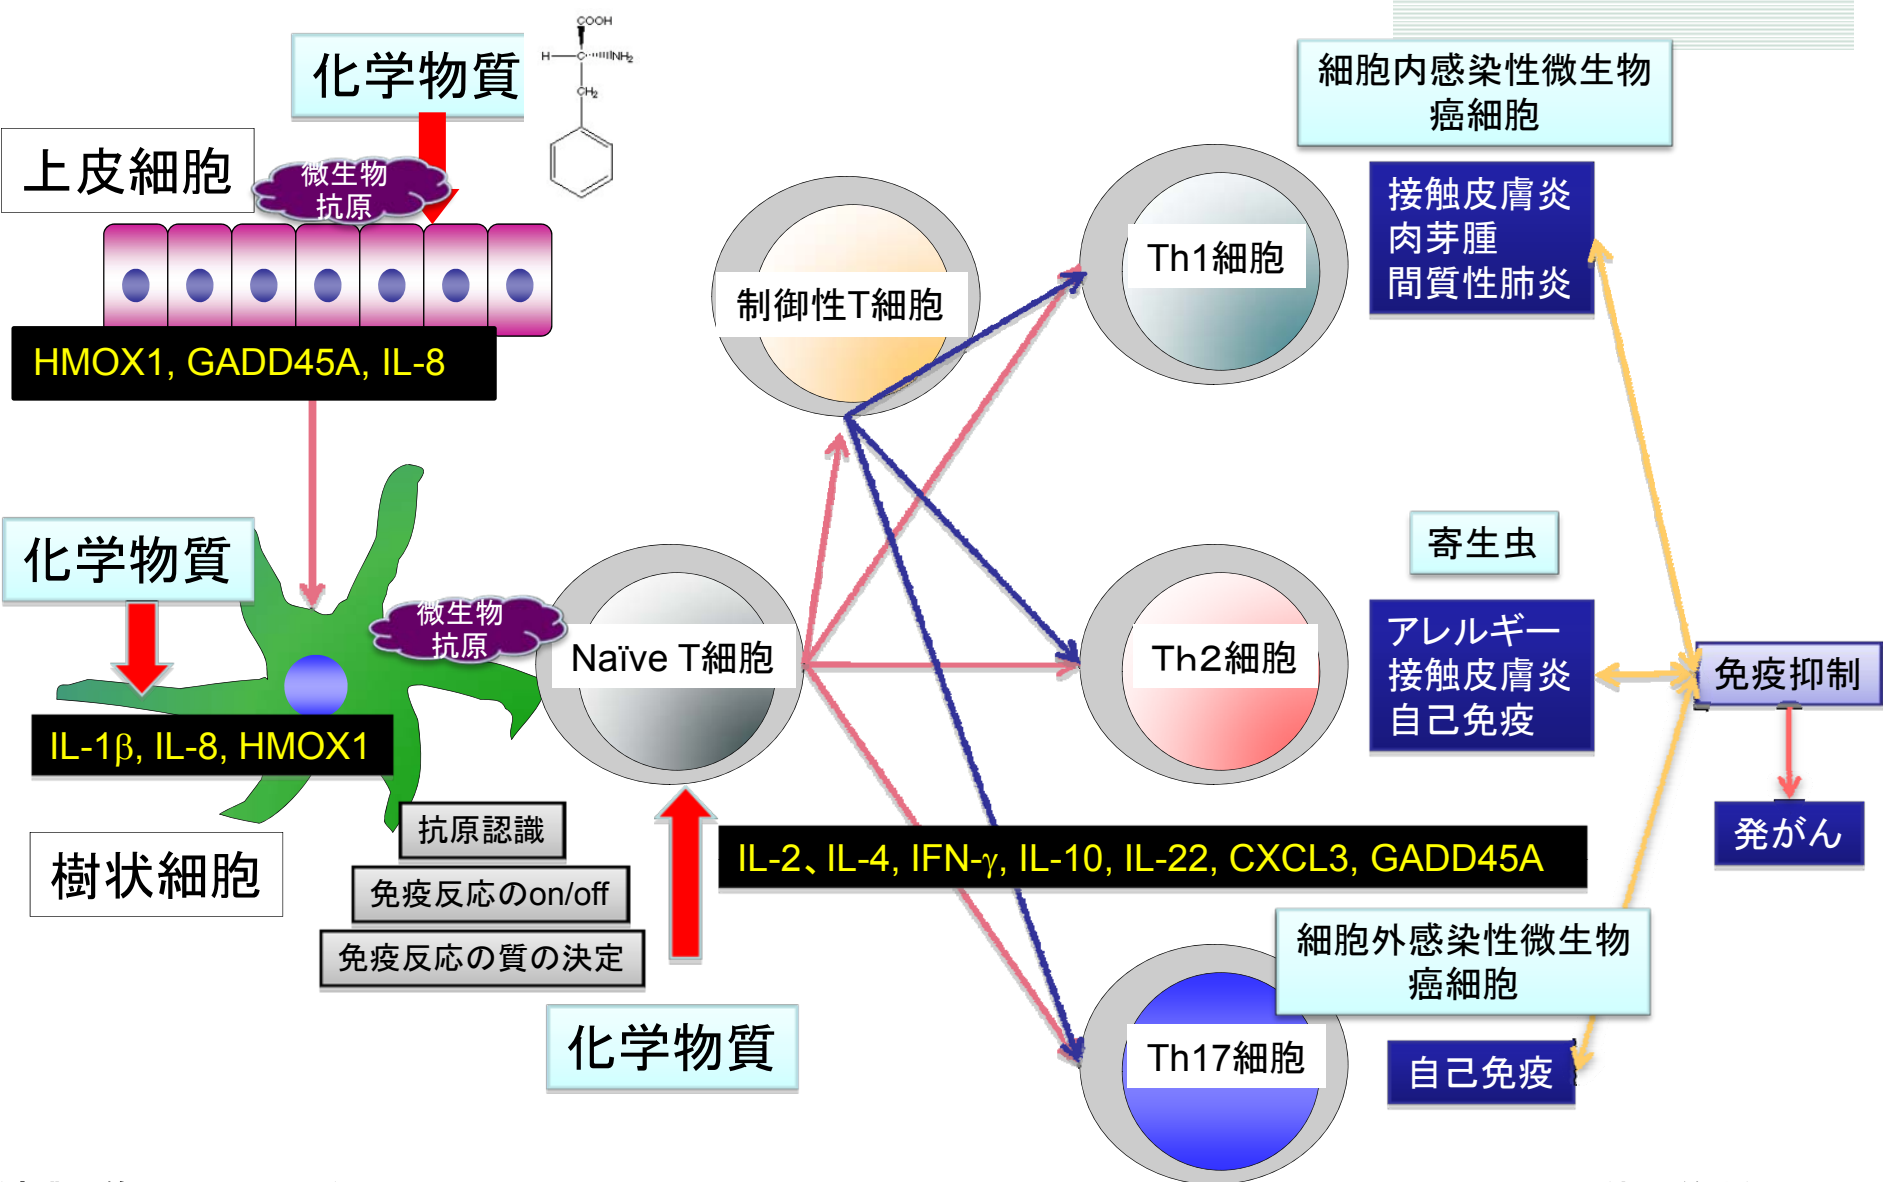 化学物質
COOH
H
C
NH₂
CH₂
上皮細胞
微生物
抗原
HMOX1, GADD45A, IL-8
化学物質
微生物
抗原
IL-1β, IL-8, HMOX1
樹状細胞
抗原認識
免疫反応のon/off
免疫反応の質の決定
化学物質
Naïve T細胞
制御性T細胞
Th1細胞
Th2細胞
IL-2、IL-4, IFN-γ, IL-10, IL-22, CXCL3, GADD45A
Th17細胞
細胞内感染性微生物
癌細胞
接触皮膚炎
肉芽腫
間質性肺炎
寄生虫
アレルギー
接触皮膚炎
自己免疫
細胞外感染性微生物
癌細胞
自己免疫
免疫抑制
発がん